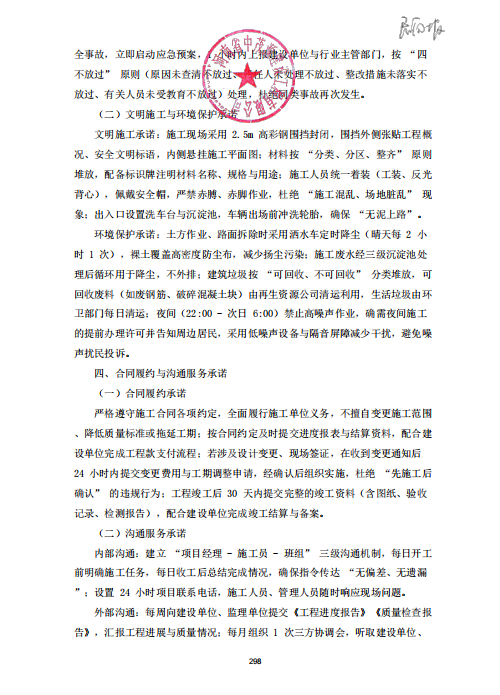 全事故，立即启动应急预案，1 小时内上报建设单位与行业主管部门，按 “四
不放过” 原则（原因未查清不放过、责任人未处理不放过、整改措施未落实不
放过、有关人员未受教育不放过）处理，杜绝同类事故再次发生。
（二）文明施工与环境保护承诺
文明施工承诺：施工现场采用 2.5m 高彩钢围挡封闭，围挡外侧张贴工程概
况、安全文明标语，内侧悬挂施工平面图；材料按 “分类、分区、整齐” 原则
堆放，配备标识牌注明材料名称、规格与用途；施工人员统一着装（工装、反光
背心），佩戴安全帽，严禁赤膊、赤脚作业，杜绝 “施工混乱、场地脏乱” 现
象；出入口设置洗车台与沉淀池，车辆出场前冲洗轮胎，确保 “无泥上路”。
环境保护承诺：土方作业、路面拆除时采用洒水车定时降尘（晴天每 2 小
时 1 次），裸土覆盖高密度防尘布，减少扬尘污染；施工废水经三级沉淀池处
理后循环用于降尘，不外排；建筑垃圾按 “可回收、不可回收” 分类堆放，可
回收废料（如废钢筋、破碎混凝土块）由再生资源公司清运利用，生活垃圾由环
卫部门每日清运；夜间（22:00 - 次日 6:00）禁止高噪声作业，确需夜间施工
的提前办理许可并告知周边居民，采用低噪声设备与隔音屏障减少干扰，避免噪
声扰民投诉。
四、合同履约与沟通服务承诺
（一）合同履约承诺
严格遵守施工合同各项约定，全面履行施工单位义务，不擅自变更施工范围
、降低质量标准或拖延工期；按合同约定及时提交进度报表与结算资料，配合建
设单位完成工程款支付流程；若涉及设计变更、现场签证，在收到变更通知后
24 小时内提交变更费用与工期调整申请，经确认后组织实施，杜绝 “先施工后
确认” 的违规行为；工程竣工后 30 天内提交完整的竣工资料（含图纸、验收
记录、检测报告），配合建设单位完成竣工结算与备案。
（二）沟通服务承诺
内部沟通：建立 “项目经理 - 施工员 - 班组” 三级沟通机制，每日开工
前明确施工任务，每日收工后总结完成情况，确保指令传达 “无偏差、无遗漏
”；设置 24 小时项目联系电话，施工人员、管理人员随时响应现场问题。
外部沟通：每周向建设单位、监理单位提交《工程进度报告》《质量检查报
告》，汇报工程进展与质量情况；每月组织 1 次三方协调会，听取建设单位、
298